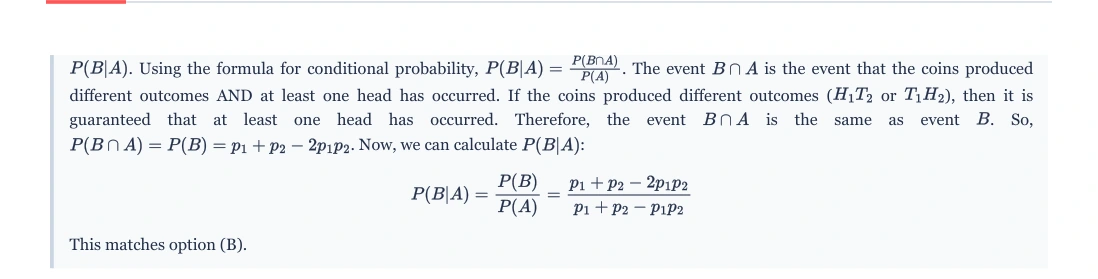 P(B|A). Using the formula for conditional probability, P(B|A) = P(B∩A)/P(A). The event B ∩ A is the event that the coins produced
different outcomes AND at least one head has occurred. If the coins produced different outcomes (H₁T₂ or T₁H₂), then it is
guaranteed that at least one head has occurred. Therefore, the event B ∩ A is the same as event B. So,
P(B ∩ A) = P(B) = p₁ + p₂ − 2p₁p₂. Now, we can calculate P(B|A):
P(B|A) = P(B)/P(A) = (p₁ + p₂ − 2p₁p₂)/(p₁ + p₂ − p₁p₂)
This matches option (B).